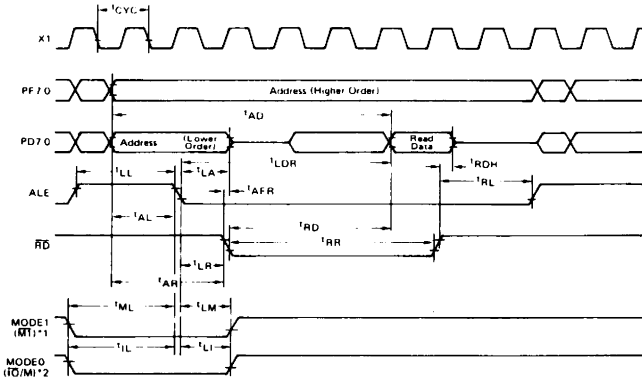 tCYC
X1
PF7-0
Address (Higher Order)
tAD
PD7-0
Address (Lower Order)
Read Data
tLDR
tRDH
tLL
tLA
tAFR
tRL
ALE
tAL
tRD
tRR
RD
tLR
tAR
tML
tLM
MODE1
(M1)*1
tIL
tLI
MODE0
(IO/M)*2